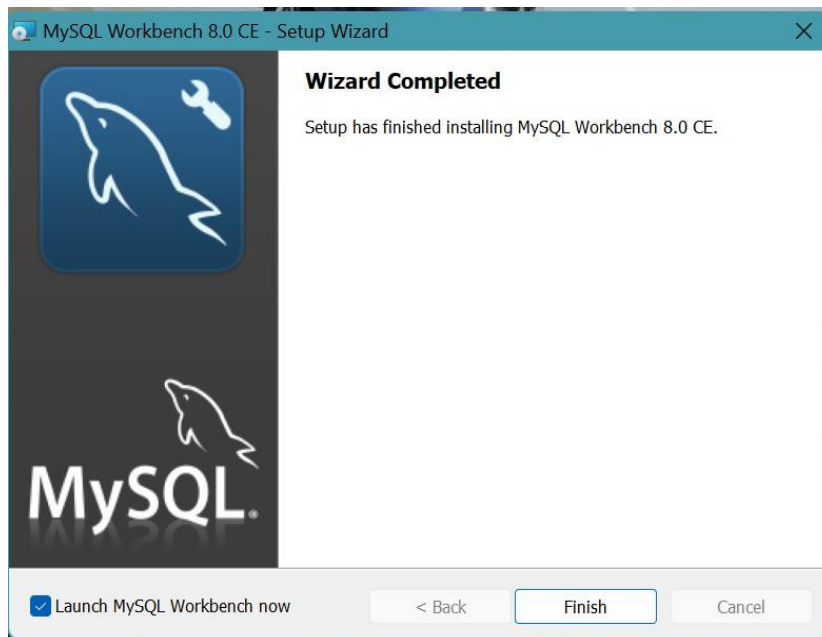 MySQL Workbench 8.0 CE - Setup Wizard
Wizard Completed
Setup has finished installing MySQL Workbench 8.0 CE.
MySQL®
Launch MySQL Workbench now
< Back
Finish
Cancel